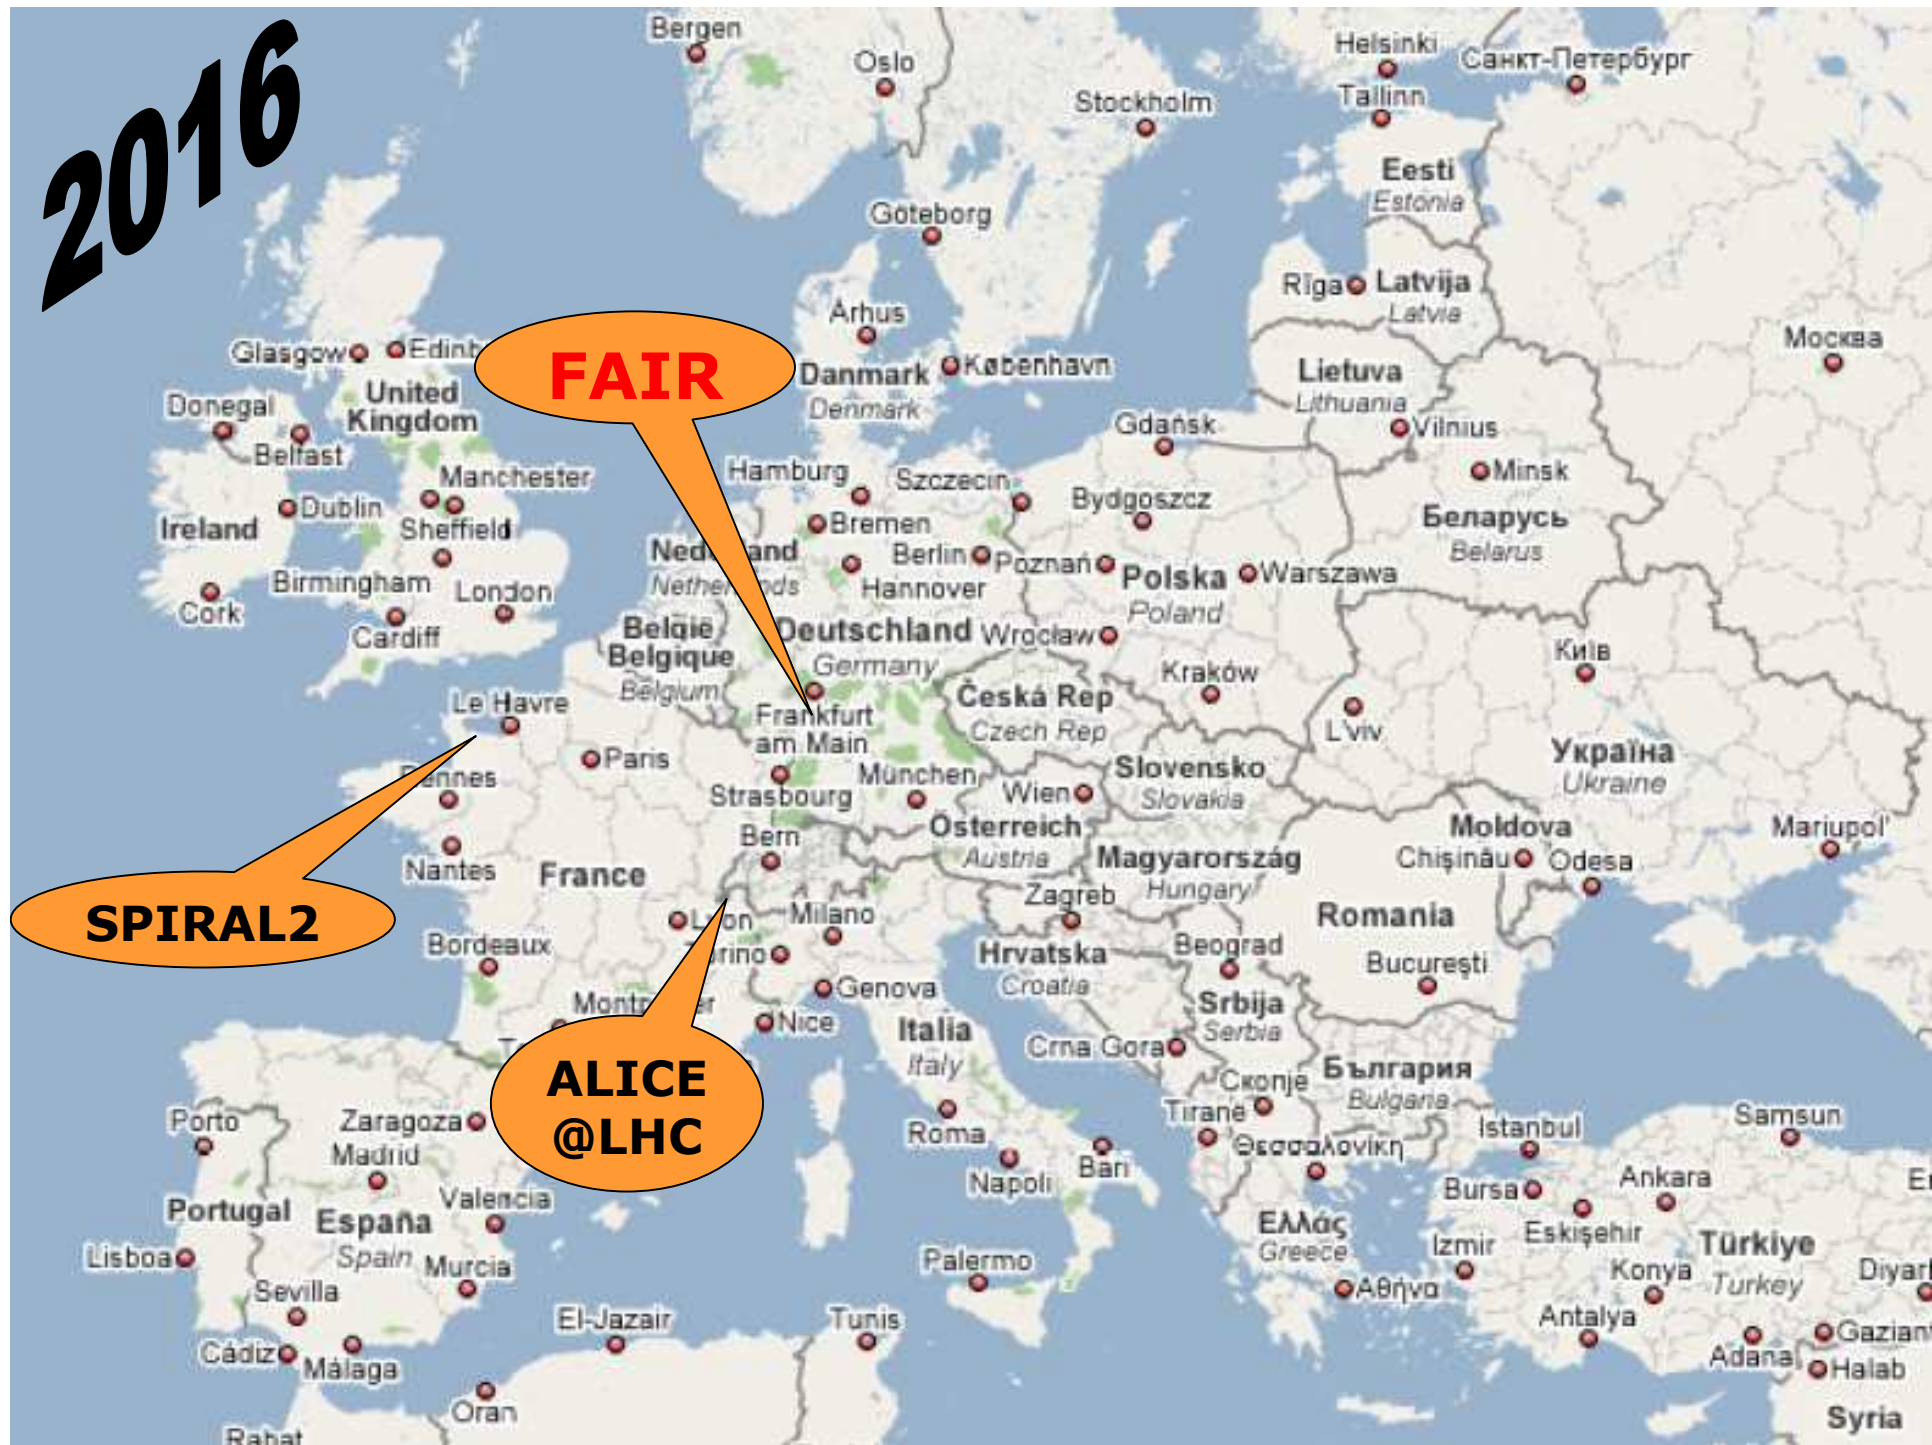 2016
Bergen
Oslo
Helsinki
Санкт-Петербург
Stockholm
Tallinn
Eesti
Estonia
Göteborg
Rīga
Latvija
Latvia
Århus
Москва
Glasgow
FAIR
Danmark
Denmark
København
Lietuva
Lithuania
United
Kingdom
Donegal
Belfast
Gdańsk
Vilnius
Manchester
Hamburg
Szczecin
Minsk
Dublin
Bydgoszcz
Ireland
Sheffield
Bremen
Беларусь
Belarus
Berlin
Poznań
Polska
Poland
Warszawa
Birmingham
London
Hannover
Cork
Cardiff
België
Belgique
Belgium
Deutschland
Germany
Wrocław
Київ
Kraków
Le Havre
Česká Rep
Czech Rep
Frankfurt
am Main
L'viv
Paris
Україна
Ukraine
Slovensko
Slovakia
München
Wien
Strasbourg
Bern
Österreich
Austria
Moldova
Mariupol'
Nantes
France
Magyarország
Hungary
Chişinău
Odesa
Zagreb
SPIRAL2
Milano
Romania
Bordeaux
Hrvatska
Croatia
Beograd
Bucureşti
Genova
Srbija
Serbia
Nice
Italia
Italy
Crna Gora
ALICE
@LHC
Скопје
България
Bulgaria
Porto
Zaragoza
Roma
Tiranë
Istanbul
Samsun
Madrid
Θεσσαλονίκη
Napoli
Bari
Bursa
Ankara
Portugal
España
Spain
Valencia
Ελλάς
Greece
Izmir
Eskişehir
Türkiye
Turkey
Lisboa
Murcia
Palermo
Αθήνα
Konya
Sevilla
El-Jazair
Tunis
Antalya
Cádiz
Málaga
Adana
Halab
Oran
Syria
Rabat